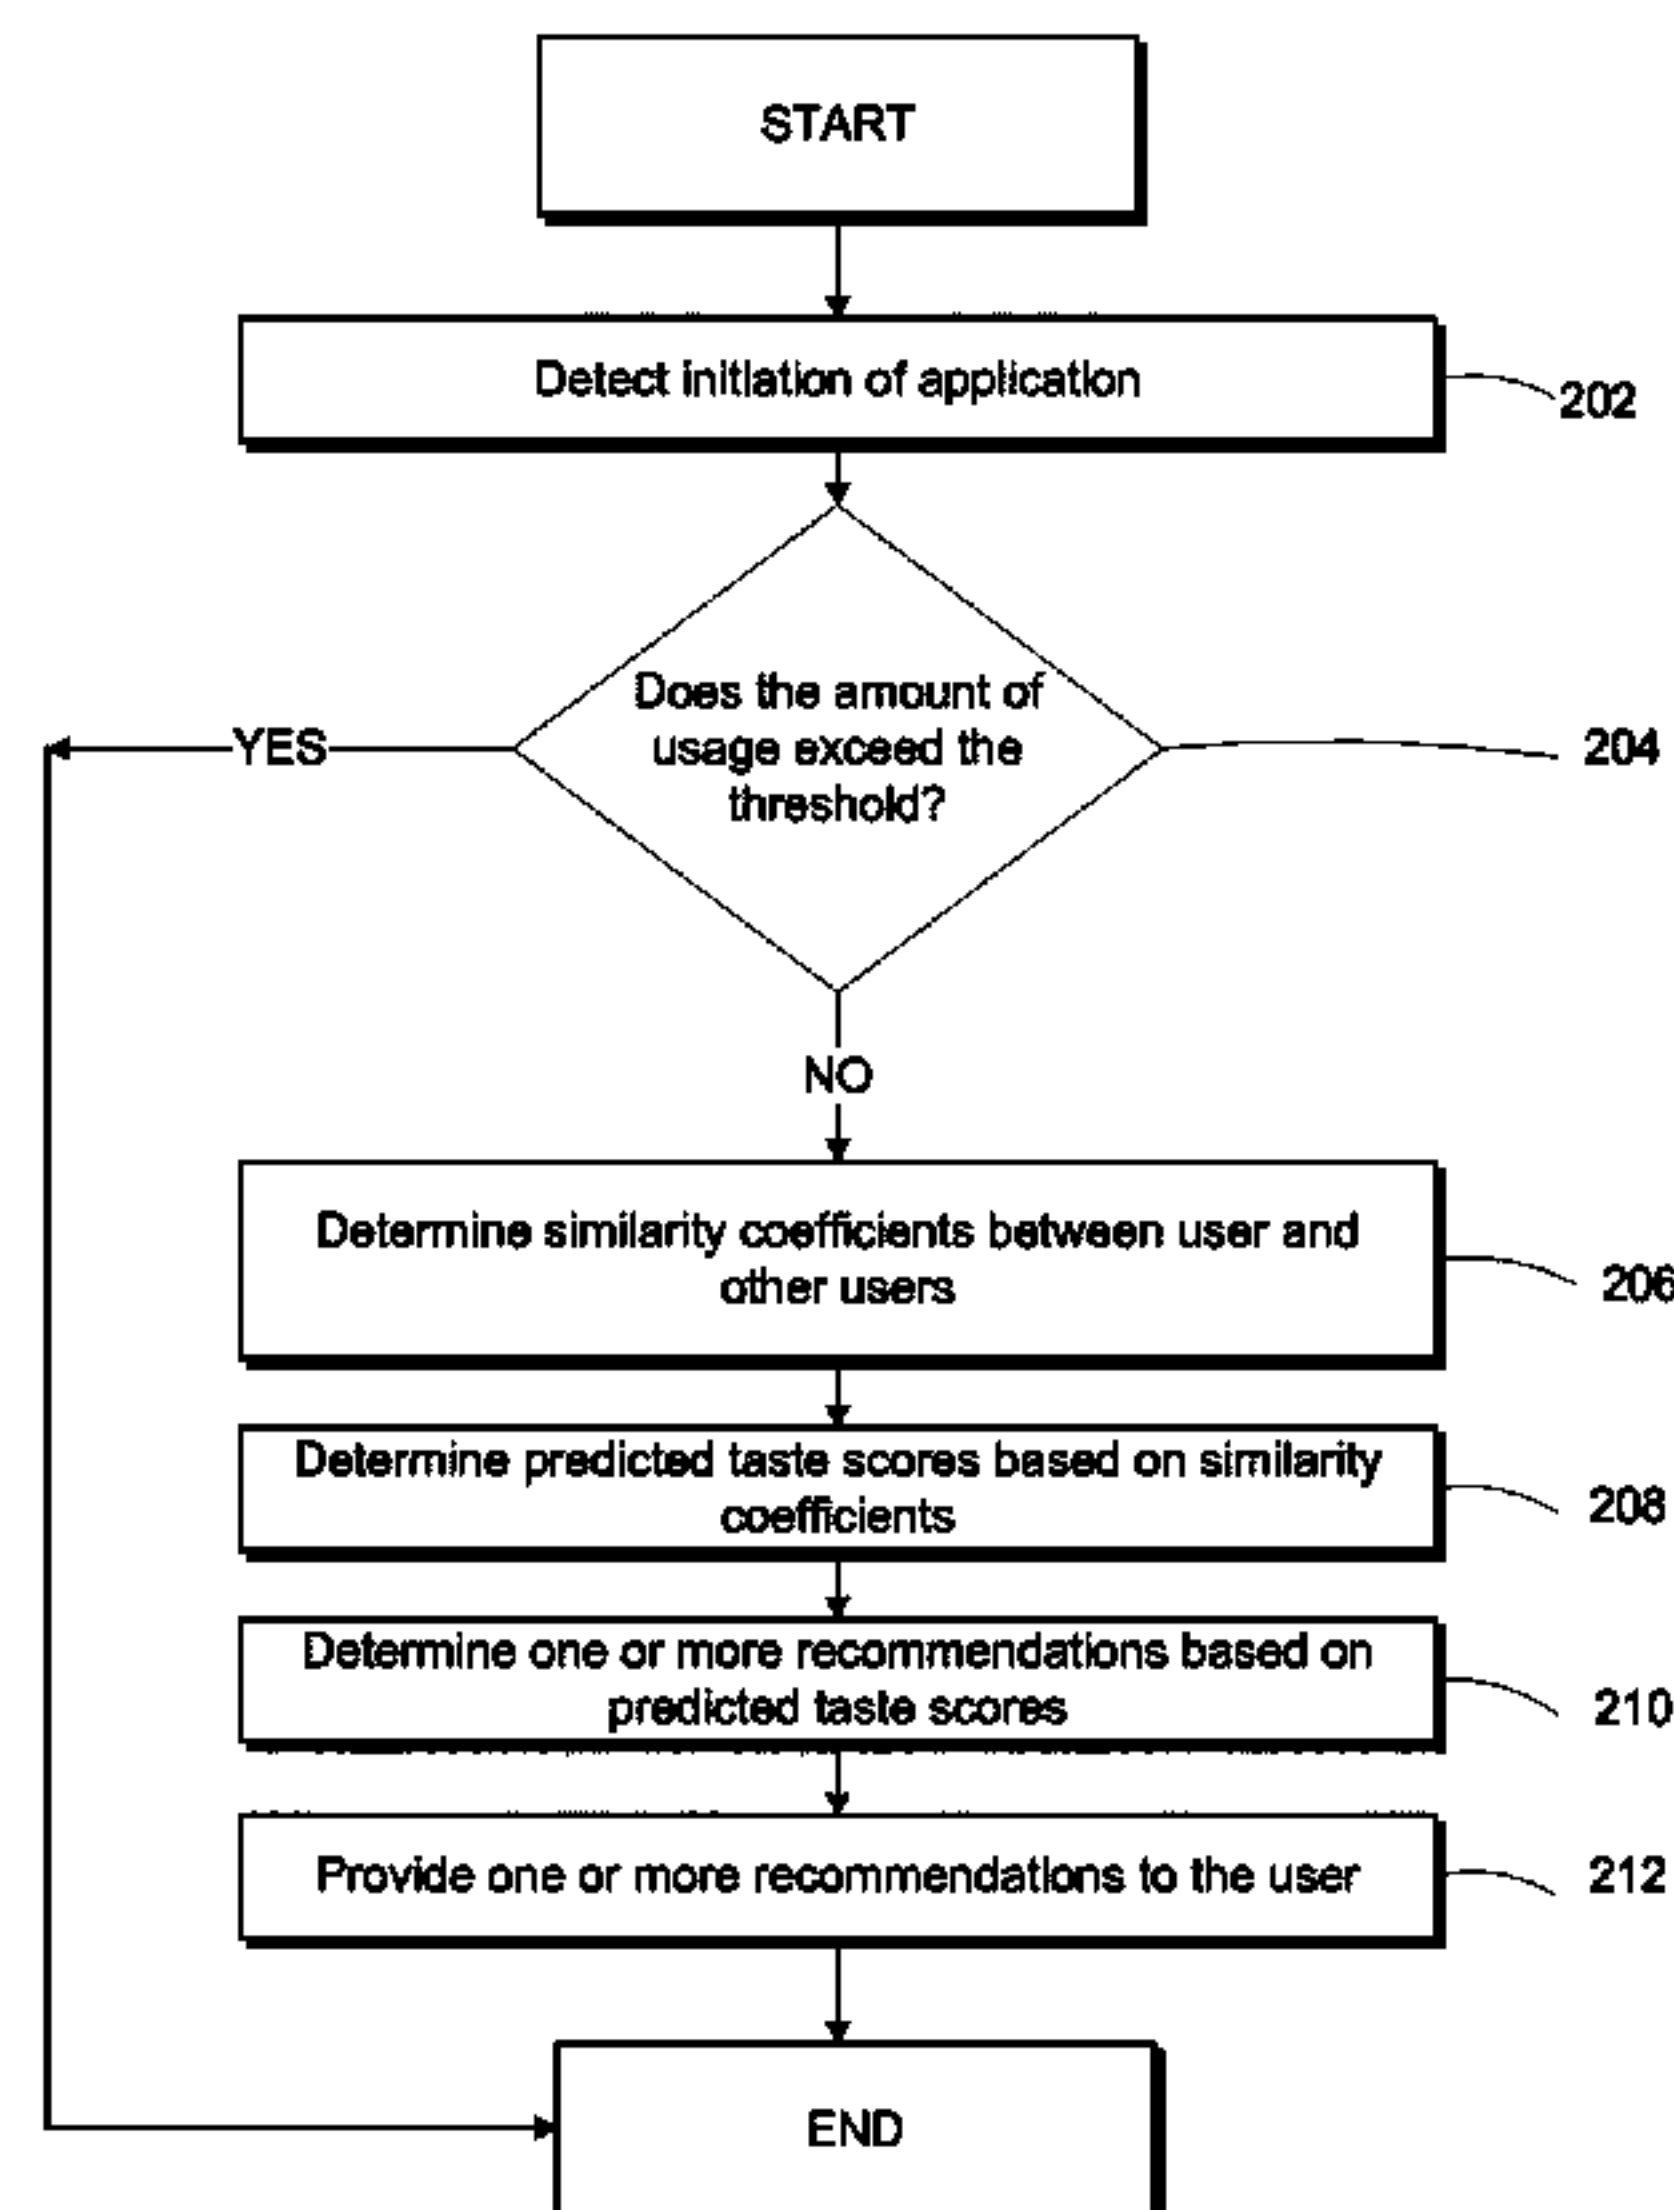 START
Detect initiation of application
202
Does the amount of
usage exceed the
threshold?
204
YES
NO
Determine similarity coefficients between user and
other users
206
Determine predicted taste scores based on similarity
coefficients
208
Determine one or more recommendations based on
predicted taste scores
210
Provide one or more recommendations to the user
212
END